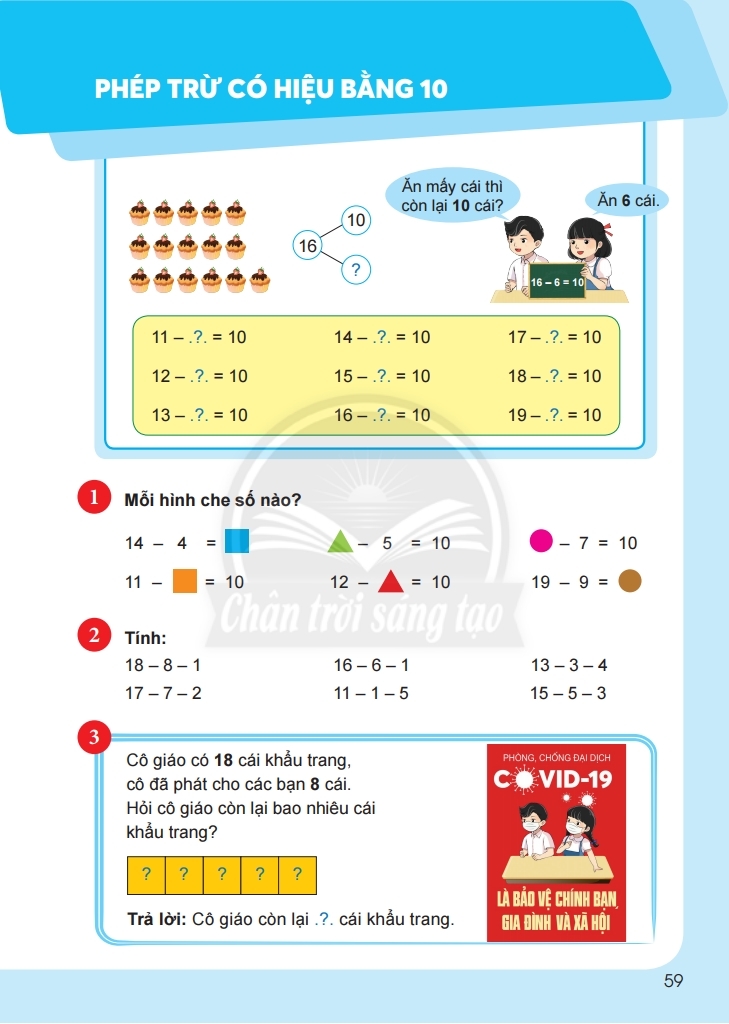 PHÉP TRỪ CÓ HIỆU BẰNG 10
Ăn mấy cái thì
còn lại 10 cái?
Ăn 6 cái.
10
16
?
16 – 6 = 10
11 – .?. = 10 14 – .?. = 10 17 – .?. = 10
12 – .?. = 10 15 – .?. = 10 18 – .?. = 10
13 – .?. = 10 16 – .?. = 10 19 – .?. = 10
1 Mỗi hình che số nào?
14 – 4 = – 5 = 10 – 7 = 10
11 – = 10 12 – = 10 19 – 9 =
Chân trời sáng tạo
2 Tính:
18 – 8 – 1 16 – 6 – 1 13 – 3 – 4
17 – 7 – 2 11 – 1 – 5 15 – 5 – 3
3
Cô giáo có 18 cái khẩu trang,
cô đã phát cho các bạn 8 cái.
Hỏi cô giáo còn lại bao nhiêu cái
khẩu trang?
? ? ? ? ?
Trả lời: Cô giáo còn lại .?. cái khẩu trang.
PHÒNG, CHỐNG ĐẠI DỊCH
COVID-19
LÀ BẢO VỆ CHÍNH BẠN,
GIA ĐÌNH VÀ XÃ HỘI
59